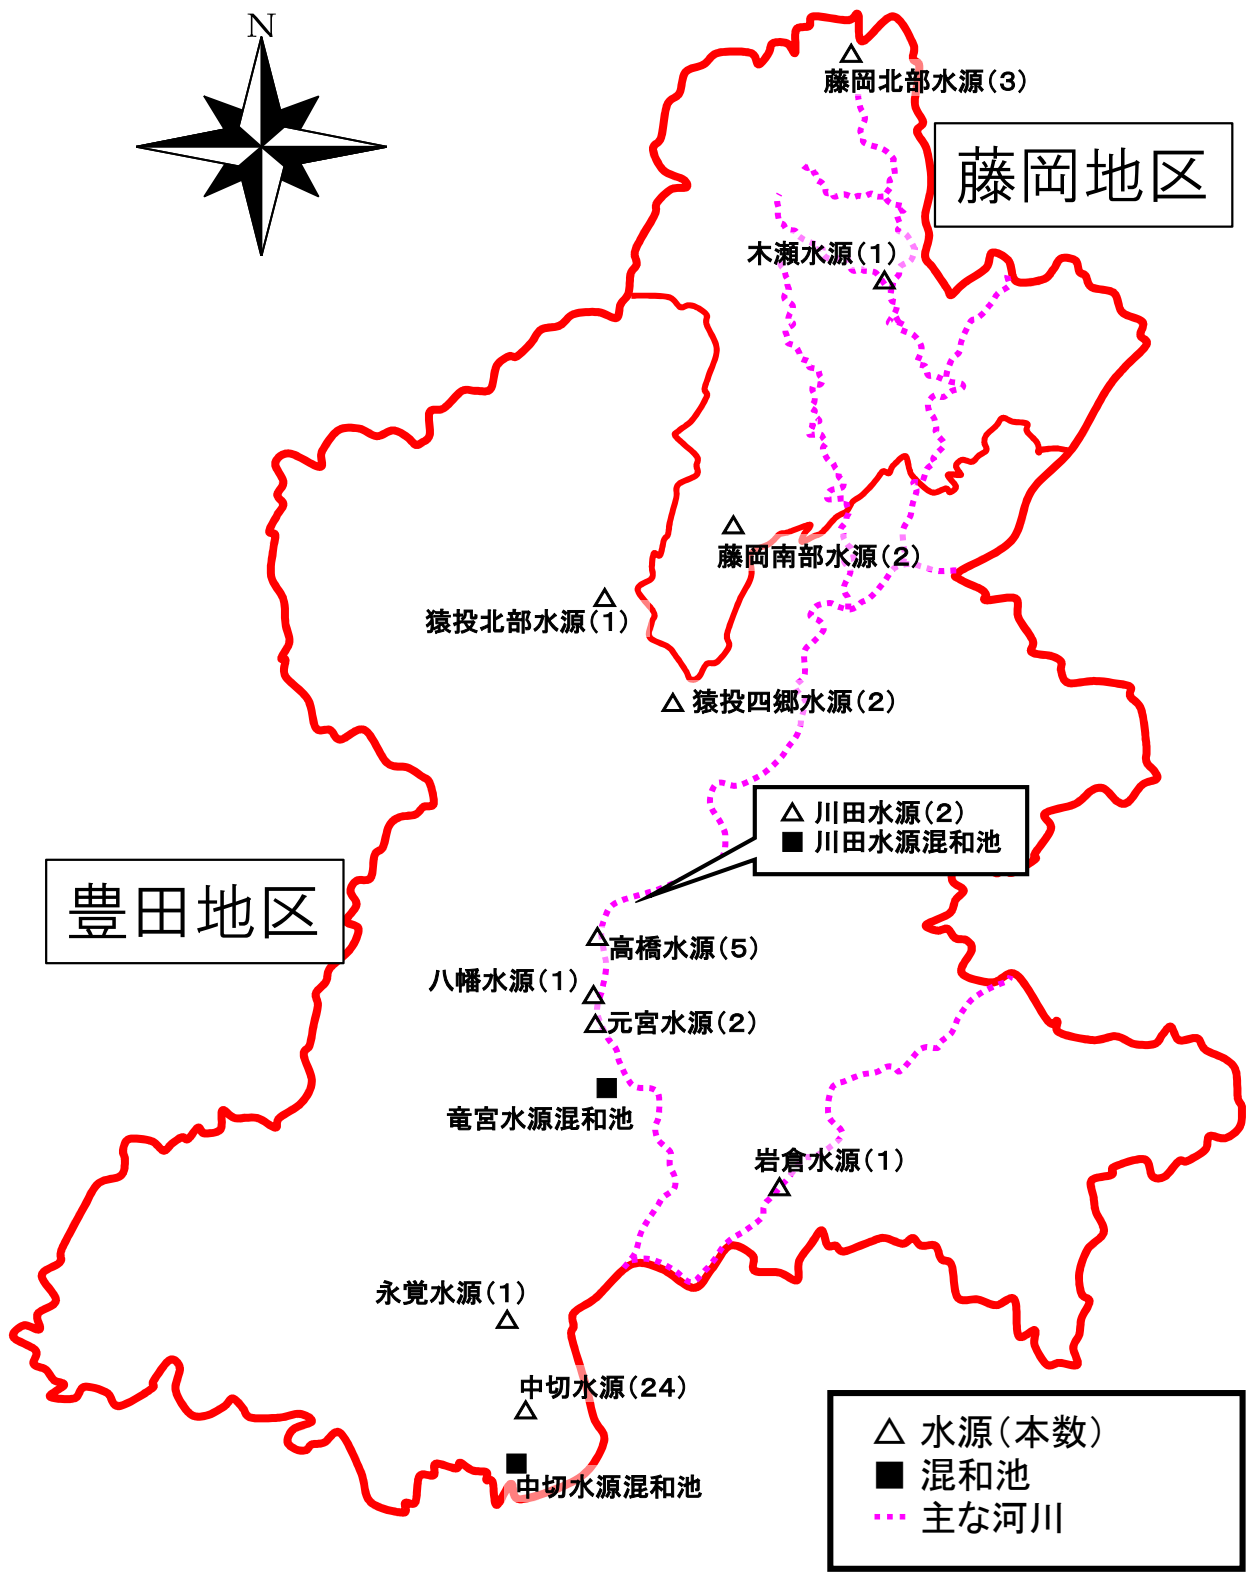 N
藤岡北部水源(3)
藤岡地区
木瀬水源(1)
藤岡南部水源(2)
猿投北部水源(1)
猿投四郷水源(2)
川田水源(2)
川田水源混和池
豊田地区
高橋水源(5)
八幡水源(1)
元宮水源(2)
竜宮水源混和池
岩倉水源(1)
永覚水源(1)
中切水源(24)
中切水源混和池
水源(本数)
混和池
主な河川